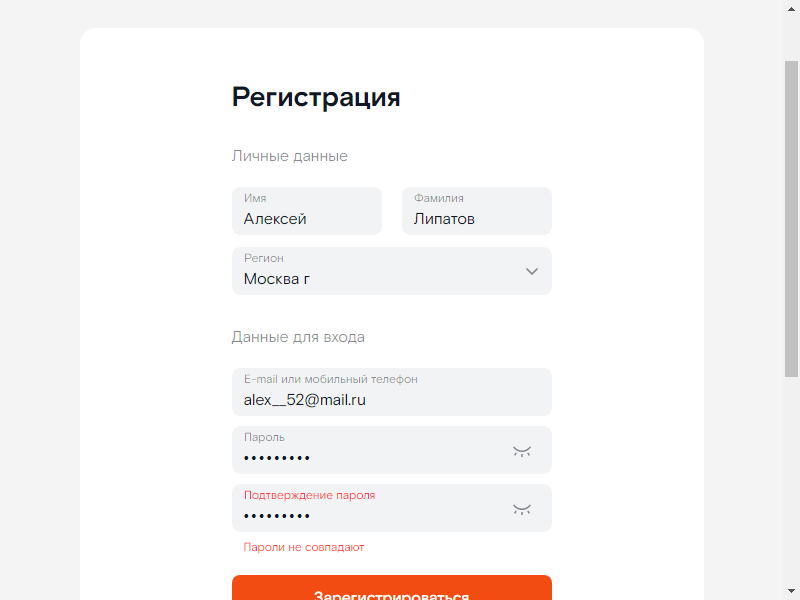 Регистрация
Личные данные
Имя
Алексей
Фамилия
Липатов
Регион
Москва г
Данные для входа
E-mail или мобильный телефон
alex__52@mail.ru
Пароль
•••••••••
Подтверждение пароля
•••••••••
Пароли не совпадают
Зарегистрироваться